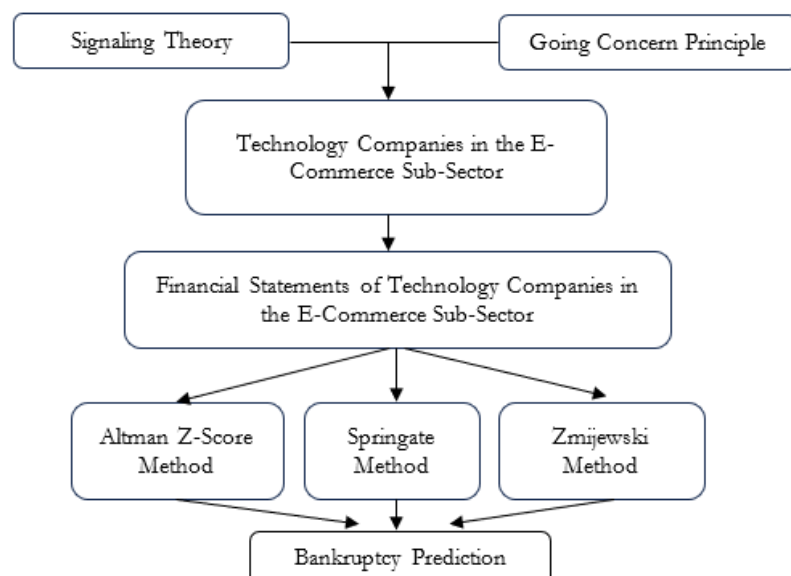 Signaling Theory
Going Concern Principle
Technology Companies in the E-
Commerce Sub-Sector
Financial Statements of Technology Companies in
the E-Commerce Sub-Sector
Altman Z-Score
Method
Springate
Method
Zmijewski
Method
Bankruptcy Prediction